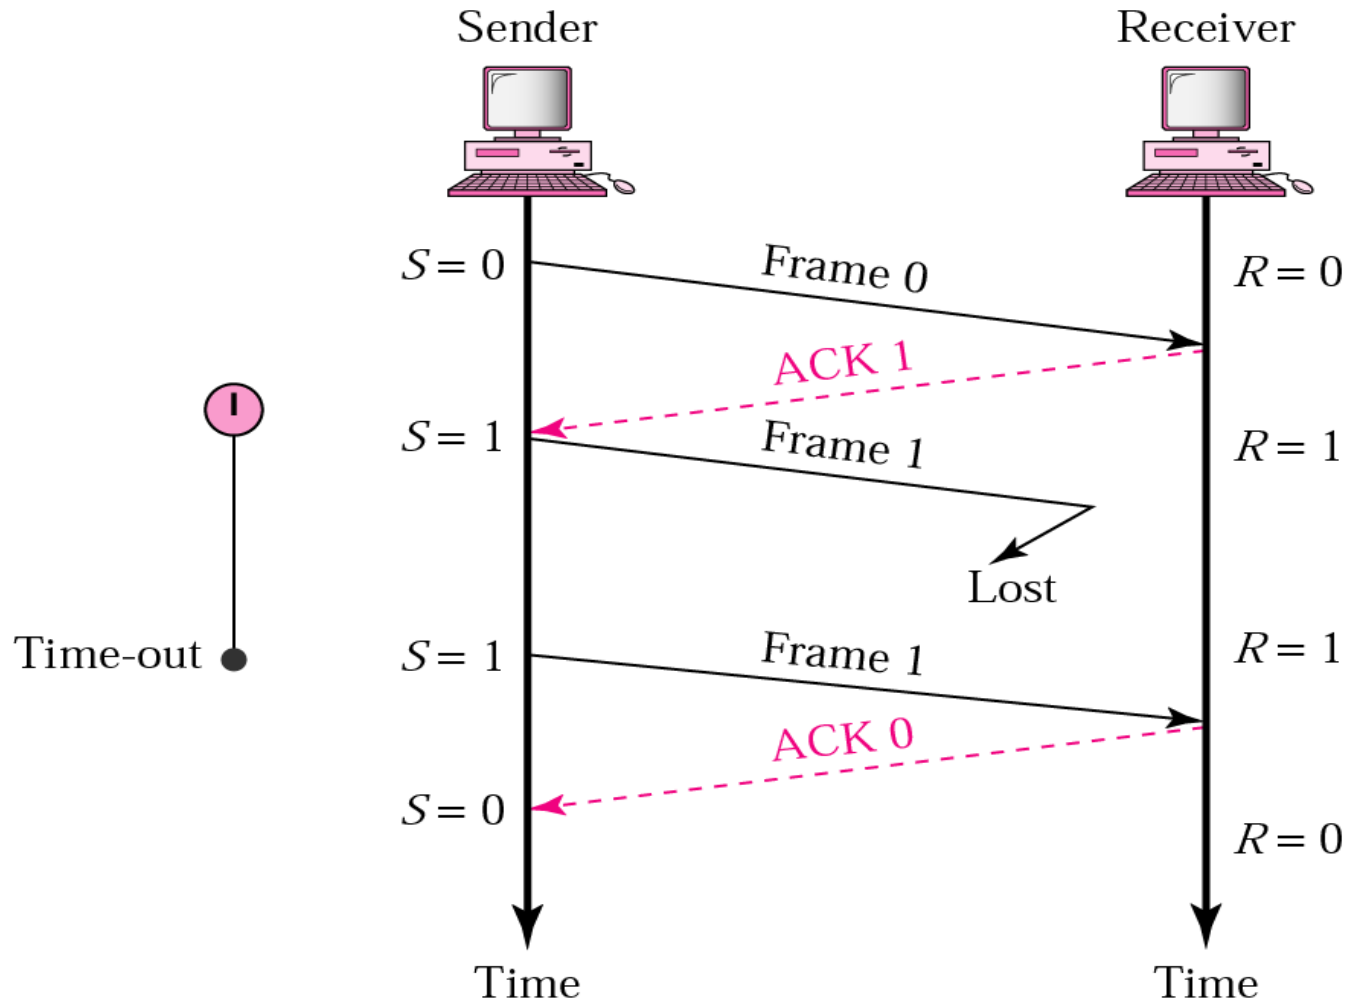 Sender
Receiver
S = 0
Frame 0
R = 0
ACK 1
S = 1
Frame 1
R = 1
Lost
Time-out
S = 1
Frame 1
R = 1
ACK 0
S = 0
R = 0
Time
Time